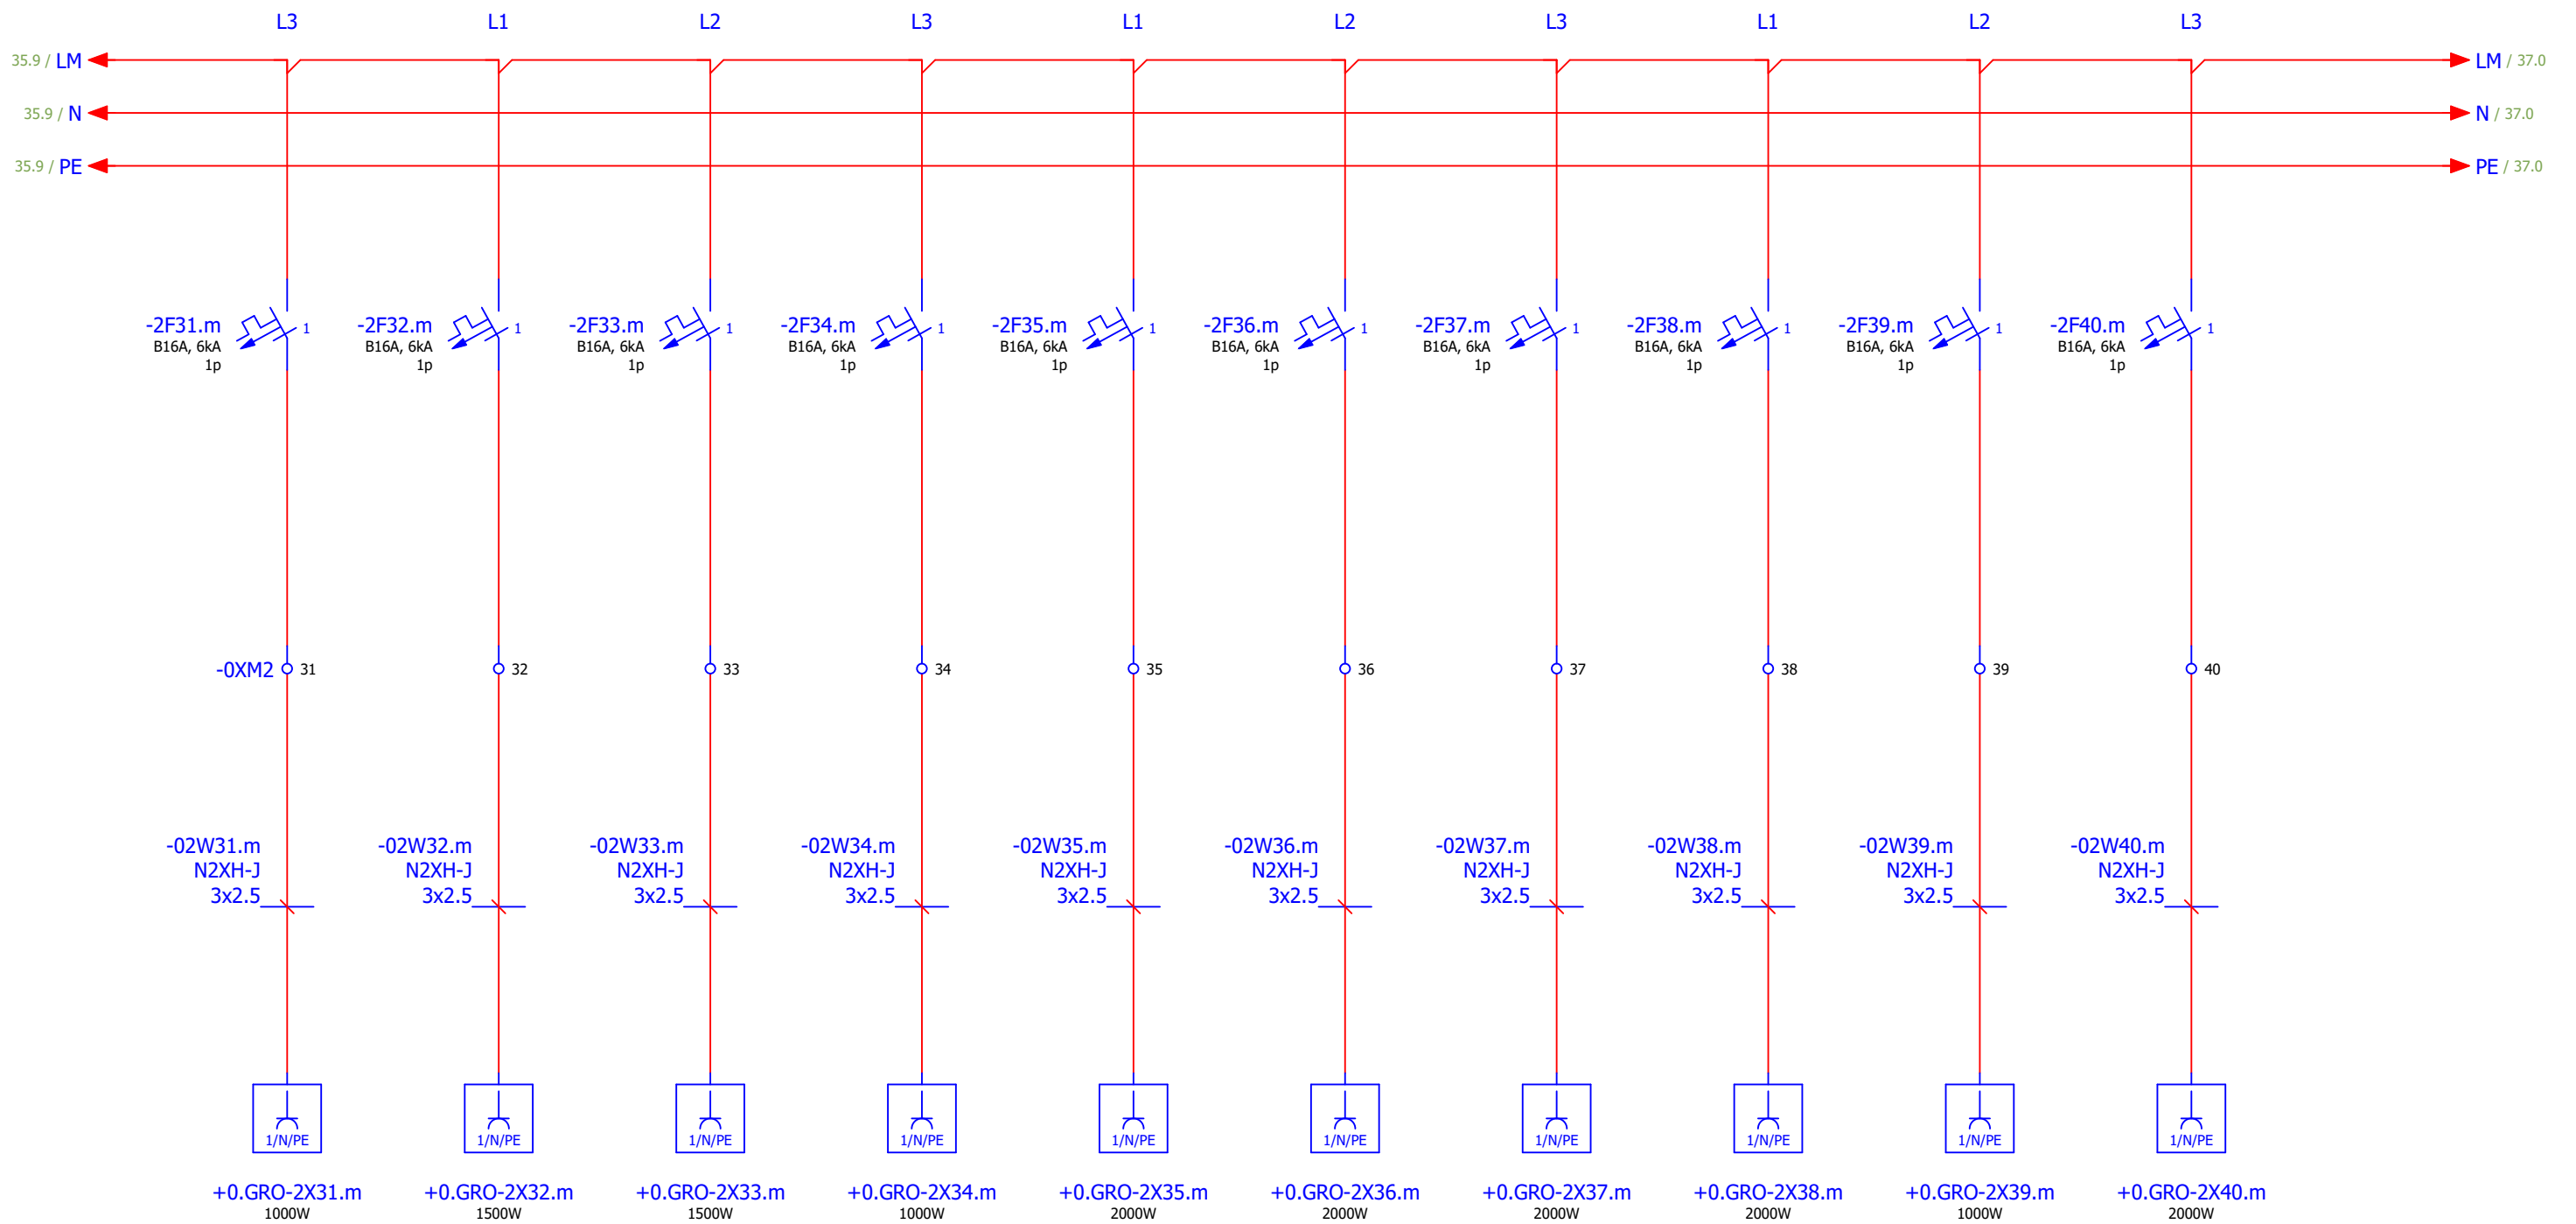 L3 L1 L2 L3 L1 L2 L3 L1 L2 L3
35.9 / LM LM / 37.0
35.9 / N N / 37.0
35.9 / PE PE / 37.0
-2F31.m 1 -2F32.m 1 -2F33.m 1 -2F34.m 1 -2F35.m 1 -2F36.m 1 -2F37.m 1 -2F38.m 1 -2F39.m 1 -2F40.m 1
B16A, 6kA B16A, 6kA B16A, 6kA B16A, 6kA B16A, 6kA B16A, 6kA B16A, 6kA B16A, 6kA B16A, 6kA B16A, 6kA
1p 1p 1p 1p 1p 1p 1p 1p 1p 1p
-0XM2 31 32 33 34 35 36 37 38 39 40
-02W31.m -02W32.m -02W33.m -02W34.m -02W35.m -02W36.m -02W37.m -02W38.m -02W39.m -02W40.m
N2XH-J N2XH-J N2XH-J N2XH-J N2XH-J N2XH-J N2XH-J N2XH-J N2XH-J N2XH-J
3x2.5 3x2.5 3x2.5 3x2.5 3x2.5 3x2.5 3x2.5 3x2.5 3x2.5 3x2.5
1/N/PE 1/N/PE 1/N/PE 1/N/PE 1/N/PE 1/N/PE 1/N/PE 1/N/PE 1/N/PE 1/N/PE
+0.GRO-2X31.m +0.GRO-2X32.m +0.GRO-2X33.m +0.GRO-2X34.m +0.GRO-2X35.m +0.GRO-2X36.m +0.GRO-2X37.m +0.GRO-2X38.m +0.GRO-2X39.m +0.GRO-2X40.m
1000W 1500W 1500W 1000W 2000W 2000W 2000W 2000W 1000W 2000W